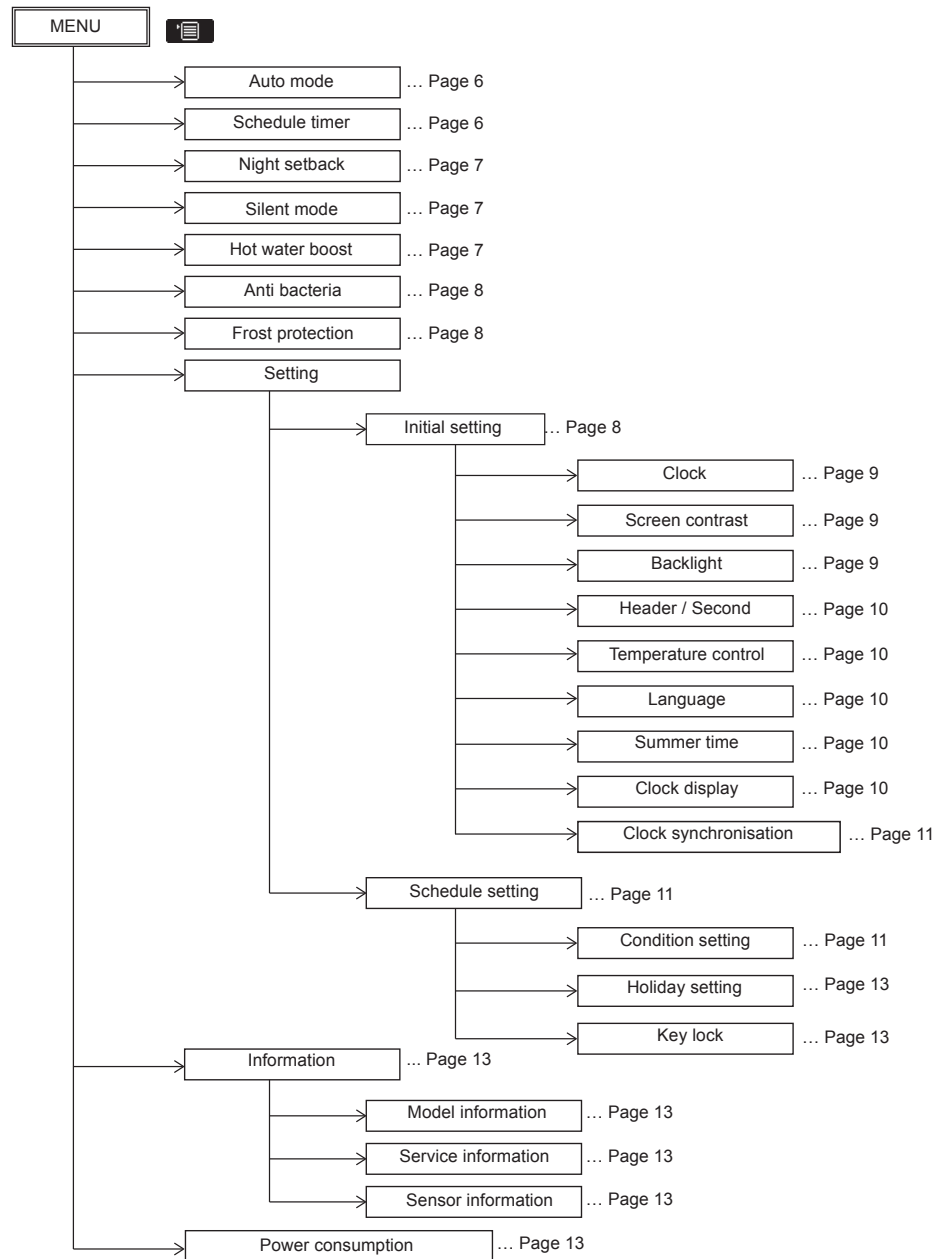 MENU
Auto mode … Page 6
Schedule timer … Page 6
Night setback … Page 7
Silent mode … Page 7
Hot water boost … Page 7
Anti bacteria … Page 8
Frost protection … Page 8
Setting
Initial setting … Page 8
Clock … Page 9
Screen contrast … Page 9
Backlight … Page 9
Header / Second … Page 10
Temperature control … Page 10
Language … Page 10
Summer time … Page 10
Clock display … Page 10
Clock synchronisation … Page 11
Schedule setting … Page 11
Condition setting … Page 11
Holiday setting … Page 13
Key lock … Page 13
Information ... Page 13
Model information … Page 13
Service information … Page 13
Sensor information … Page 13
Power consumption … Page 13